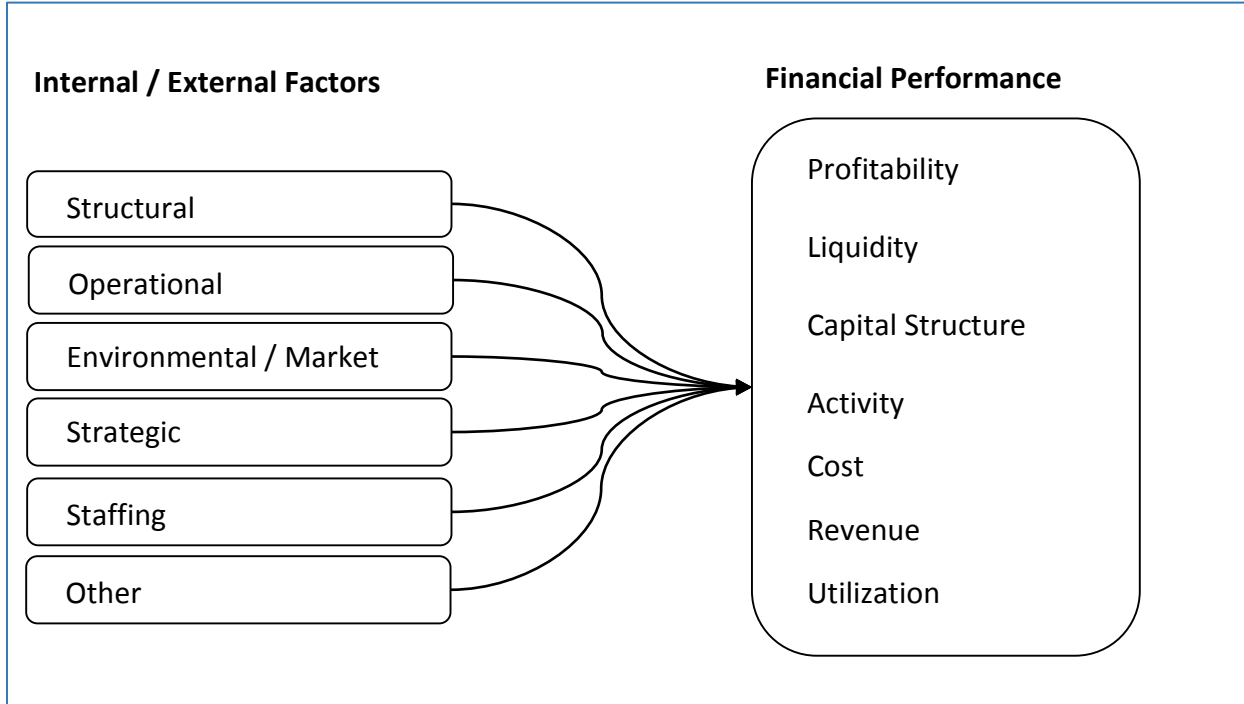 Internal / External Factors
Structural
Operational
Environmental / Market
Strategic
Staffing
Other
Financial Performance
Profitability
Liquidity
Capital Structure
Activity
Cost
Revenue
Utilization